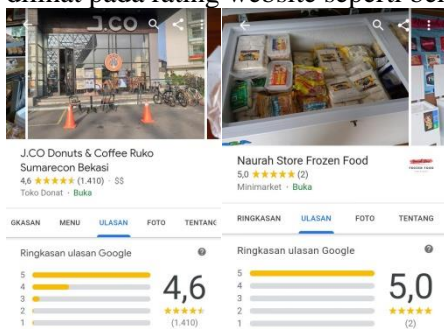 dilihat pada rating website seperti
J.CO
J.CO Donuts & Coffee Ruko
Sumarecon Bekasi
4,6 (1.410) · $$
Toko Donat · Buka
GKASAN MENU ULASAN FOTO TENTANG
Ringkasan ulasan Google
5
4
3
2
1
4,6
(1.410)
Naurah Store Frozen Food
5,0 (2)
Minimarket · Buka
RINGKASAN ULASAN FOTO TENTANG
Ringkasan ulasan Google
5
4
3
2
1
5,0
(2)